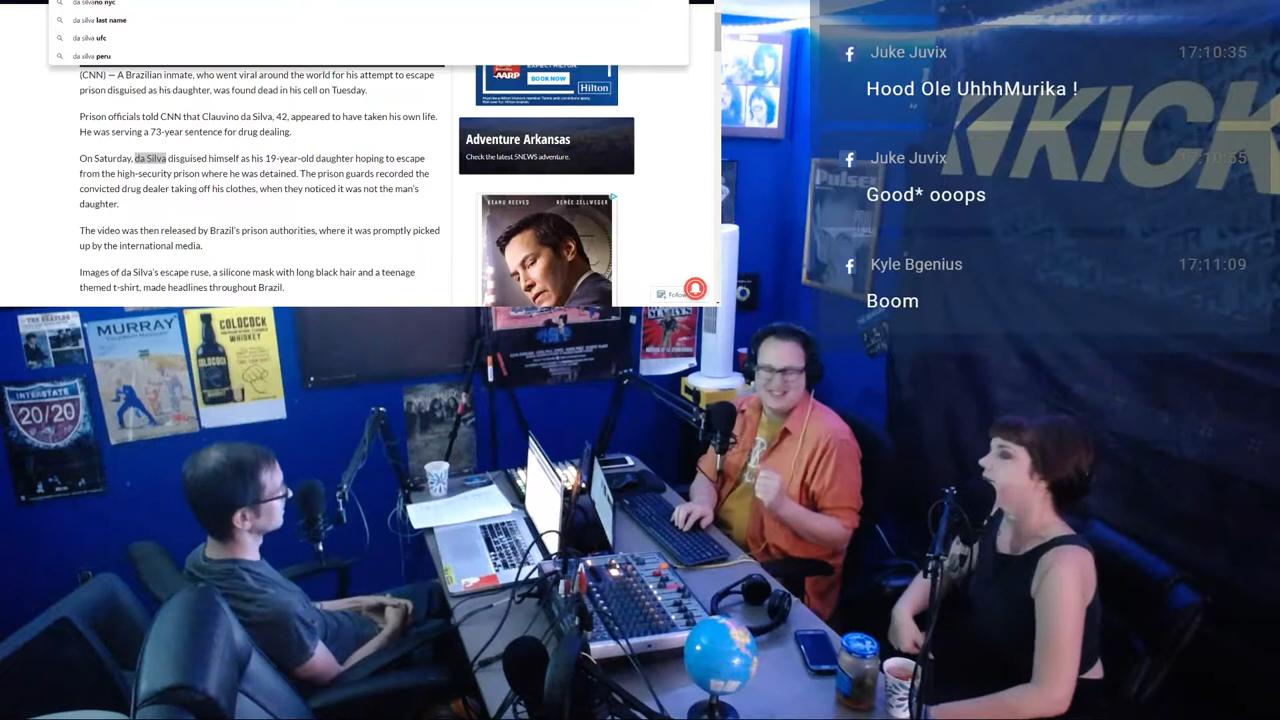 da silvano nyc
da silva last name
da silva ufc
da silva peru
(CNN) — A Brazilian inmate, who went viral around the world for his attempt to escape
prison disguised as his daughter, was found dead in his cell on Tuesday.
Prison officials told CNN that Clauvino da Silva, 42, appeared to have taken his own life.
He was serving a 73-year sentence for drug dealing.
On Saturday, da Silva disguised himself as his 19-year-old daughter hoping to escape
from the high-security prison where he was detained. The prison guards recorded the
convicted drug dealer taking off his clothes, when they noticed it was not the man's
daughter.
The video was then released by Brazil's prison authorities, where it was promptly picked
up by the international media.
Images of da Silva's escape ruse, a silicone mask with long black hair and a teenage
themed t-shirt, made headlines throughout Brazil.
AARP
BOOK NOW
Hilton
Adventure Arkansas
Check the latest 5NEWS adventure.
KEANU REEVES RENÉE ZELLWEGER
Follow
Juke Juvix 17:10:35
Hood Ole UhhhMurika !
Juke Juvix 17:10:55
Good* ooops
Kyle Bgenius 17:11:09
Boom
KICK
Pulser
THE BEATLES
MURRAY
COLDCOCK
WHISKEY
INTERSTATE
20/20